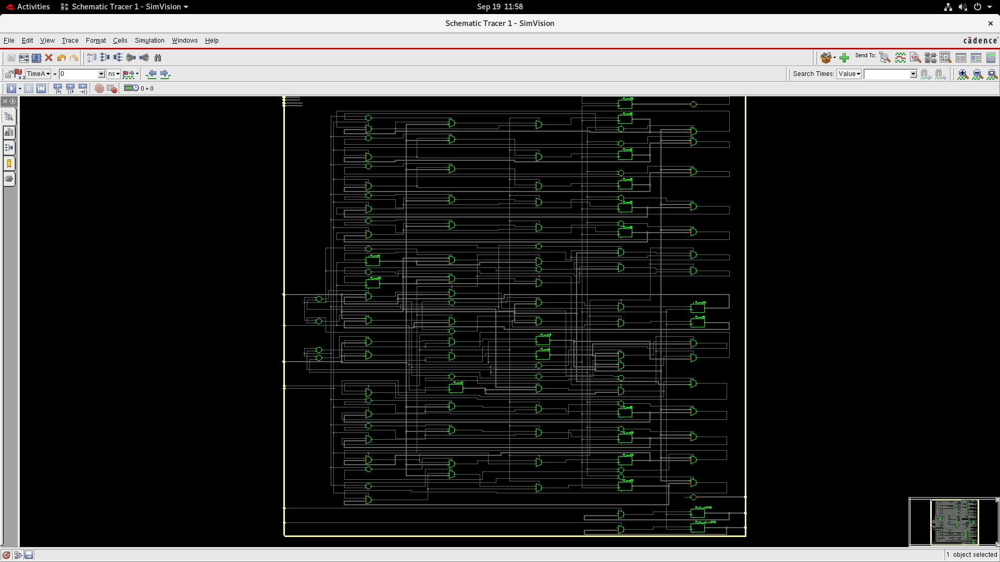 Activities
Schematic Tracer 1 - SimVision
Sep 19 11:58
Schematic Tracer 1 - SimVision
File Edit View Trace Format Cells Simulation Windows Help
cādence
Send To:
TimeA = 0 ns
Search Times: Value
0 + 0
1 object selected